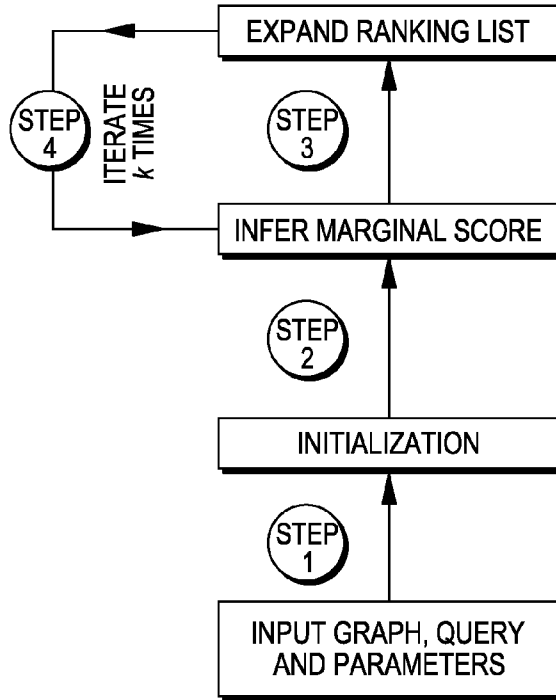 EXPAND RANKING LIST
STEP
4
ITERATE
k TIMES
STEP
3
INFER MARGINAL SCORE
STEP
2
INITIALIZATION
STEP
1
INPUT GRAPH, QUERY
AND PARAMETERS